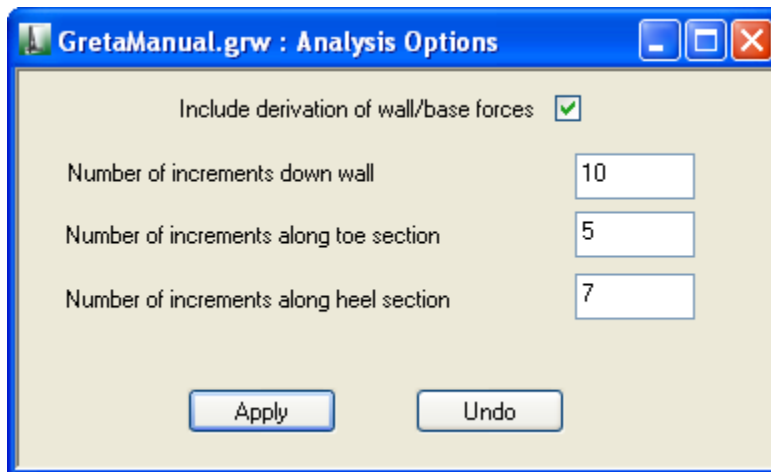 GretaManual.grw : Analysis Options
Include derivation of wall/base forces
Number of increments down wall 10
Number of increments along toe section 5
Number of increments along heel section 7
Apply Undo